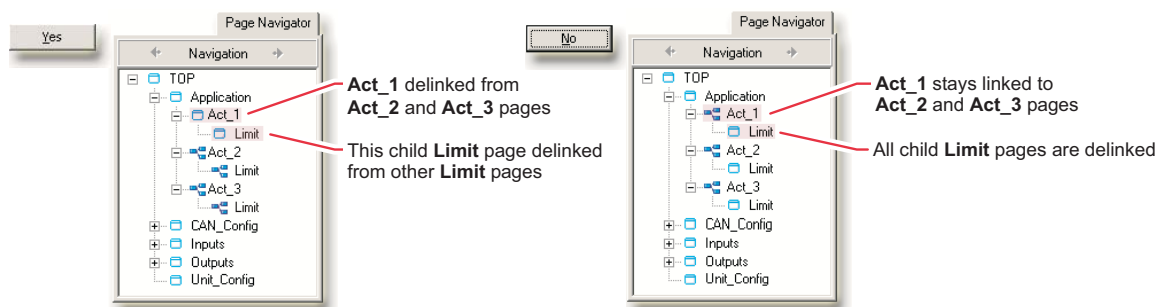 Yes
Page Navigator
Navigation
TOP
Application
Act_1
Limit
Act_2
Limit
Act_3
Limit
CAN_Config
Inputs
Outputs
Unit_Config
Act_1 delinked from
Act_2 and Act_3 pages
This child Limit page delinked
from other Limit pages
No
Page Navigator
Navigation
TOP
Application
Act_1
Limit
Act_2
Limit
Act_3
Limit
CAN_Config
Inputs
Outputs
Unit_Config
Act_1 stays linked to
Act_2 and Act_3 pages
All child Limit pages are delinked